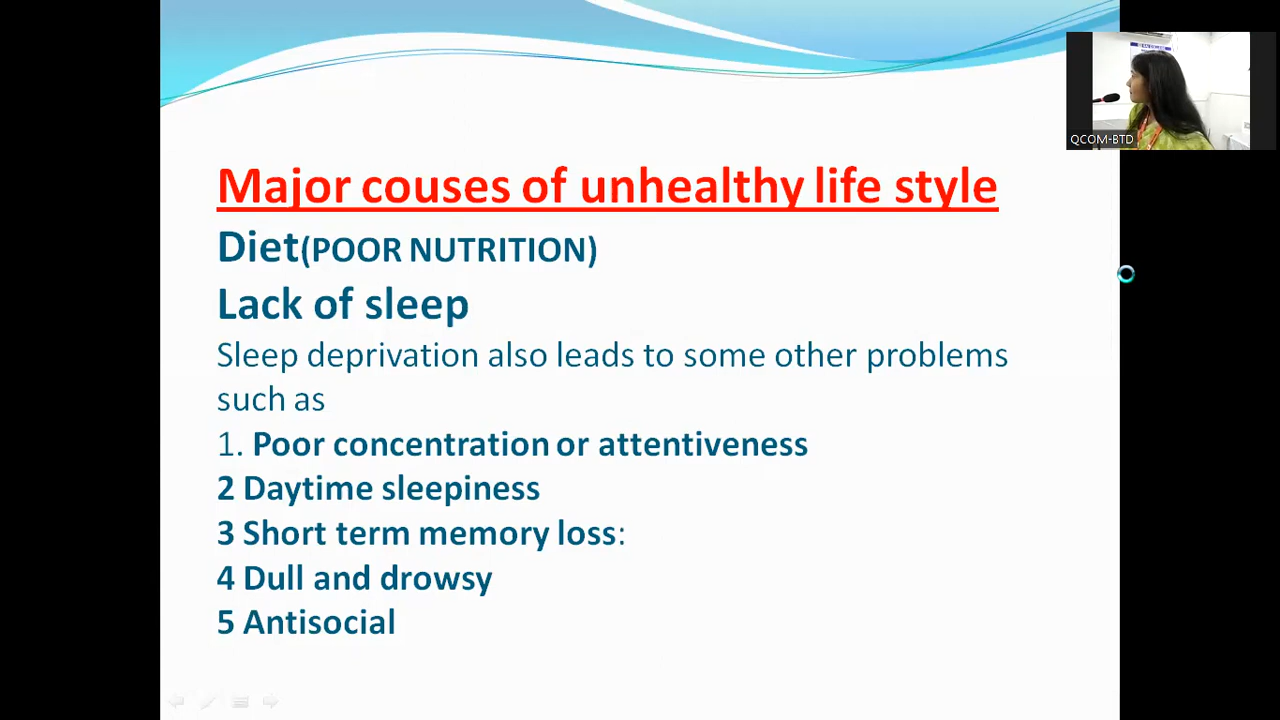 Major couses of unhealthy life style
Diet(POOR NUTRITION)
Lack of sleep
Sleep deprivation also leads to some other problems
such as
1. Poor concentration or attentiveness
2 Daytime sleepiness
3 Short term memory loss:
4 Dull and drowsy
5 Antisocial
QCOM-BTD